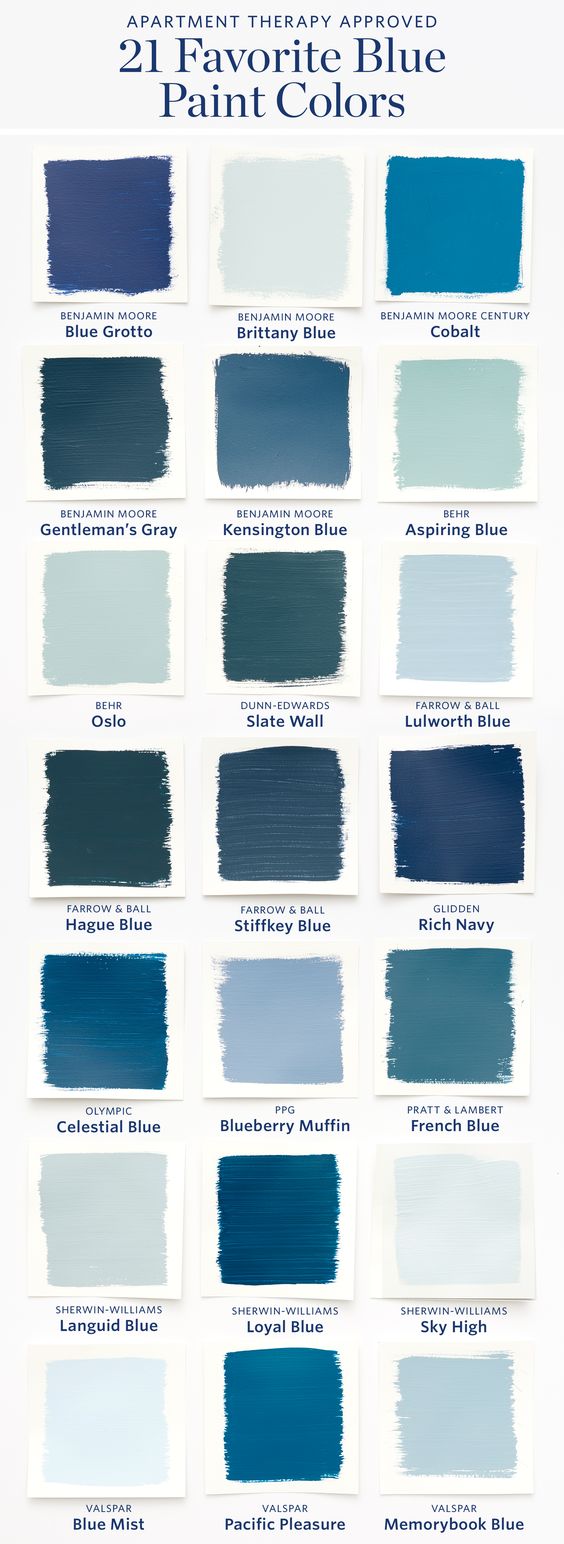 APARTMENT THERAPY APPROVED
21 Favorite Blue
Paint Colors
BENJAMIN MOORE
Blue Grotto
BENJAMIN MOORE
Brittany Blue
BENJAMIN MOORE CENTURY
Cobalt
BENJAMIN MOORE
Gentleman's Gray
BENJAMIN MOORE
Kensington Blue
BEHR
Aspiring Blue
BEHR
Oslo
DUNN-EDWARDS
Slate Wall
FARROW & BALL
Lulworth Blue
FARROW & BALL
Hague Blue
FARROW & BALL
Stiffkey Blue
GLIDDEN
Rich Navy
OLYMPIC
Celestial Blue
PPG
Blueberry Muffin
PRATT & LAMBERT
French Blue
SHERWIN-WILLIAMS
Languid Blue
SHERWIN-WILLIAMS
Loyal Blue
SHERWIN-WILLIAMS
Sky High
VALSPAR
Blue Mist
VALSPAR
Pacific Pleasure
VALSPAR
Memorybook Blue